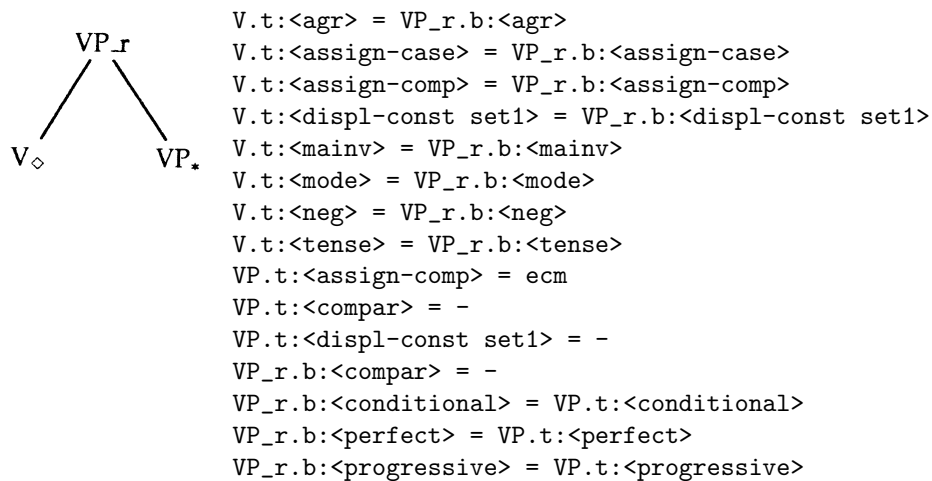 VP_r
V◇ VP*
V.t:<agr> = VP_r.b:<agr>
V.t:<assign-case> = VP_r.b:<assign-case>
V.t:<assign-comp> = VP_r.b:<assign-comp>
V.t:<displ-const set1> = VP_r.b:<displ-const set1>
V.t:<mainv> = VP_r.b:<mainv>
V.t:<mode> = VP_r.b:<mode>
V.t:<neg> = VP_r.b:<neg>
V.t:<tense> = VP_r.b:<tense>
VP.t:<assign-comp> = ecm
VP.t:<compar> = -
VP.t:<displ-const set1> = -
VP_r.b:<compar> = -
VP_r.b:<conditional> = VP.t:<conditional>
VP_r.b:<perfect> = VP.t:<perfect>
VP_r.b:<progressive> = VP.t:<progressive>